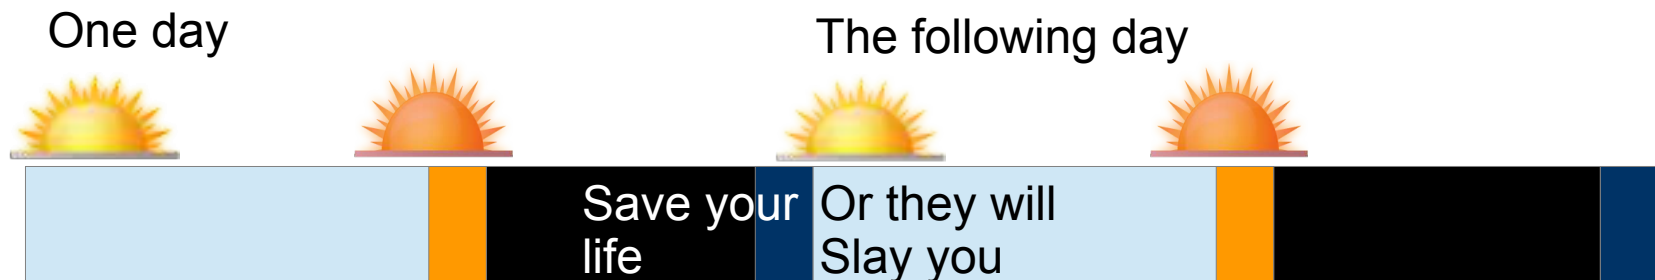 One day
The following day
Save your
life
Or they will
Slay you